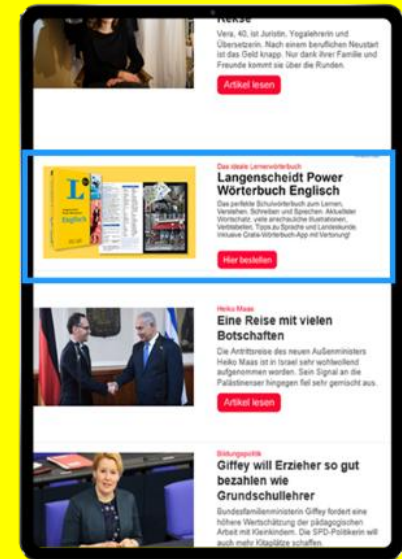 Kekse
Vera, 40, ist Juristin, Yogalehrerin und
Übersetzerin. Nach einem beruflichen Neustart
ist das Geld knapp. Nur dank ihrer Familie und
Freunde kommt sie über die Runden.
Artikel lesen
Das ideale Lernwörterbuch
Langenscheidt Power
Wörterbuch Englisch
Das perfekte Schulwörterbuch zum Lernen,
Verstehen, Schreiben und Sprechen. Aktuellster
Wortschatz, viele anschauliche Illustrationen,
Verbtabellen, Tipps zu Sprache und Landeskunde.
Inklusive Gratis-Wörterbuch-App mit Vertonung!
Hier bestellen
L
Englisch
Heiko Maas
Eine Reise mit vielen
Botschaften
Die Antrittsreise des neuen Außenministers
Heiko Maas ist in Israel sehr wohlwollend
aufgenommen worden. Sein Signal an die
Palästinenser hingegen fiel sehr gemischt aus.
Artikel lesen
Bildungspolitik
Giffey will Erzieher so gut
bezahlen wie
Grundschullehrer
Bundesfamilienministerin Giffey fordert eine
höhere Wertschätzung der pädagogischen
Arbeit mit Kleinkindern. Die SPD-Politikerin will
auch mehr Kitaplätze schaffen.